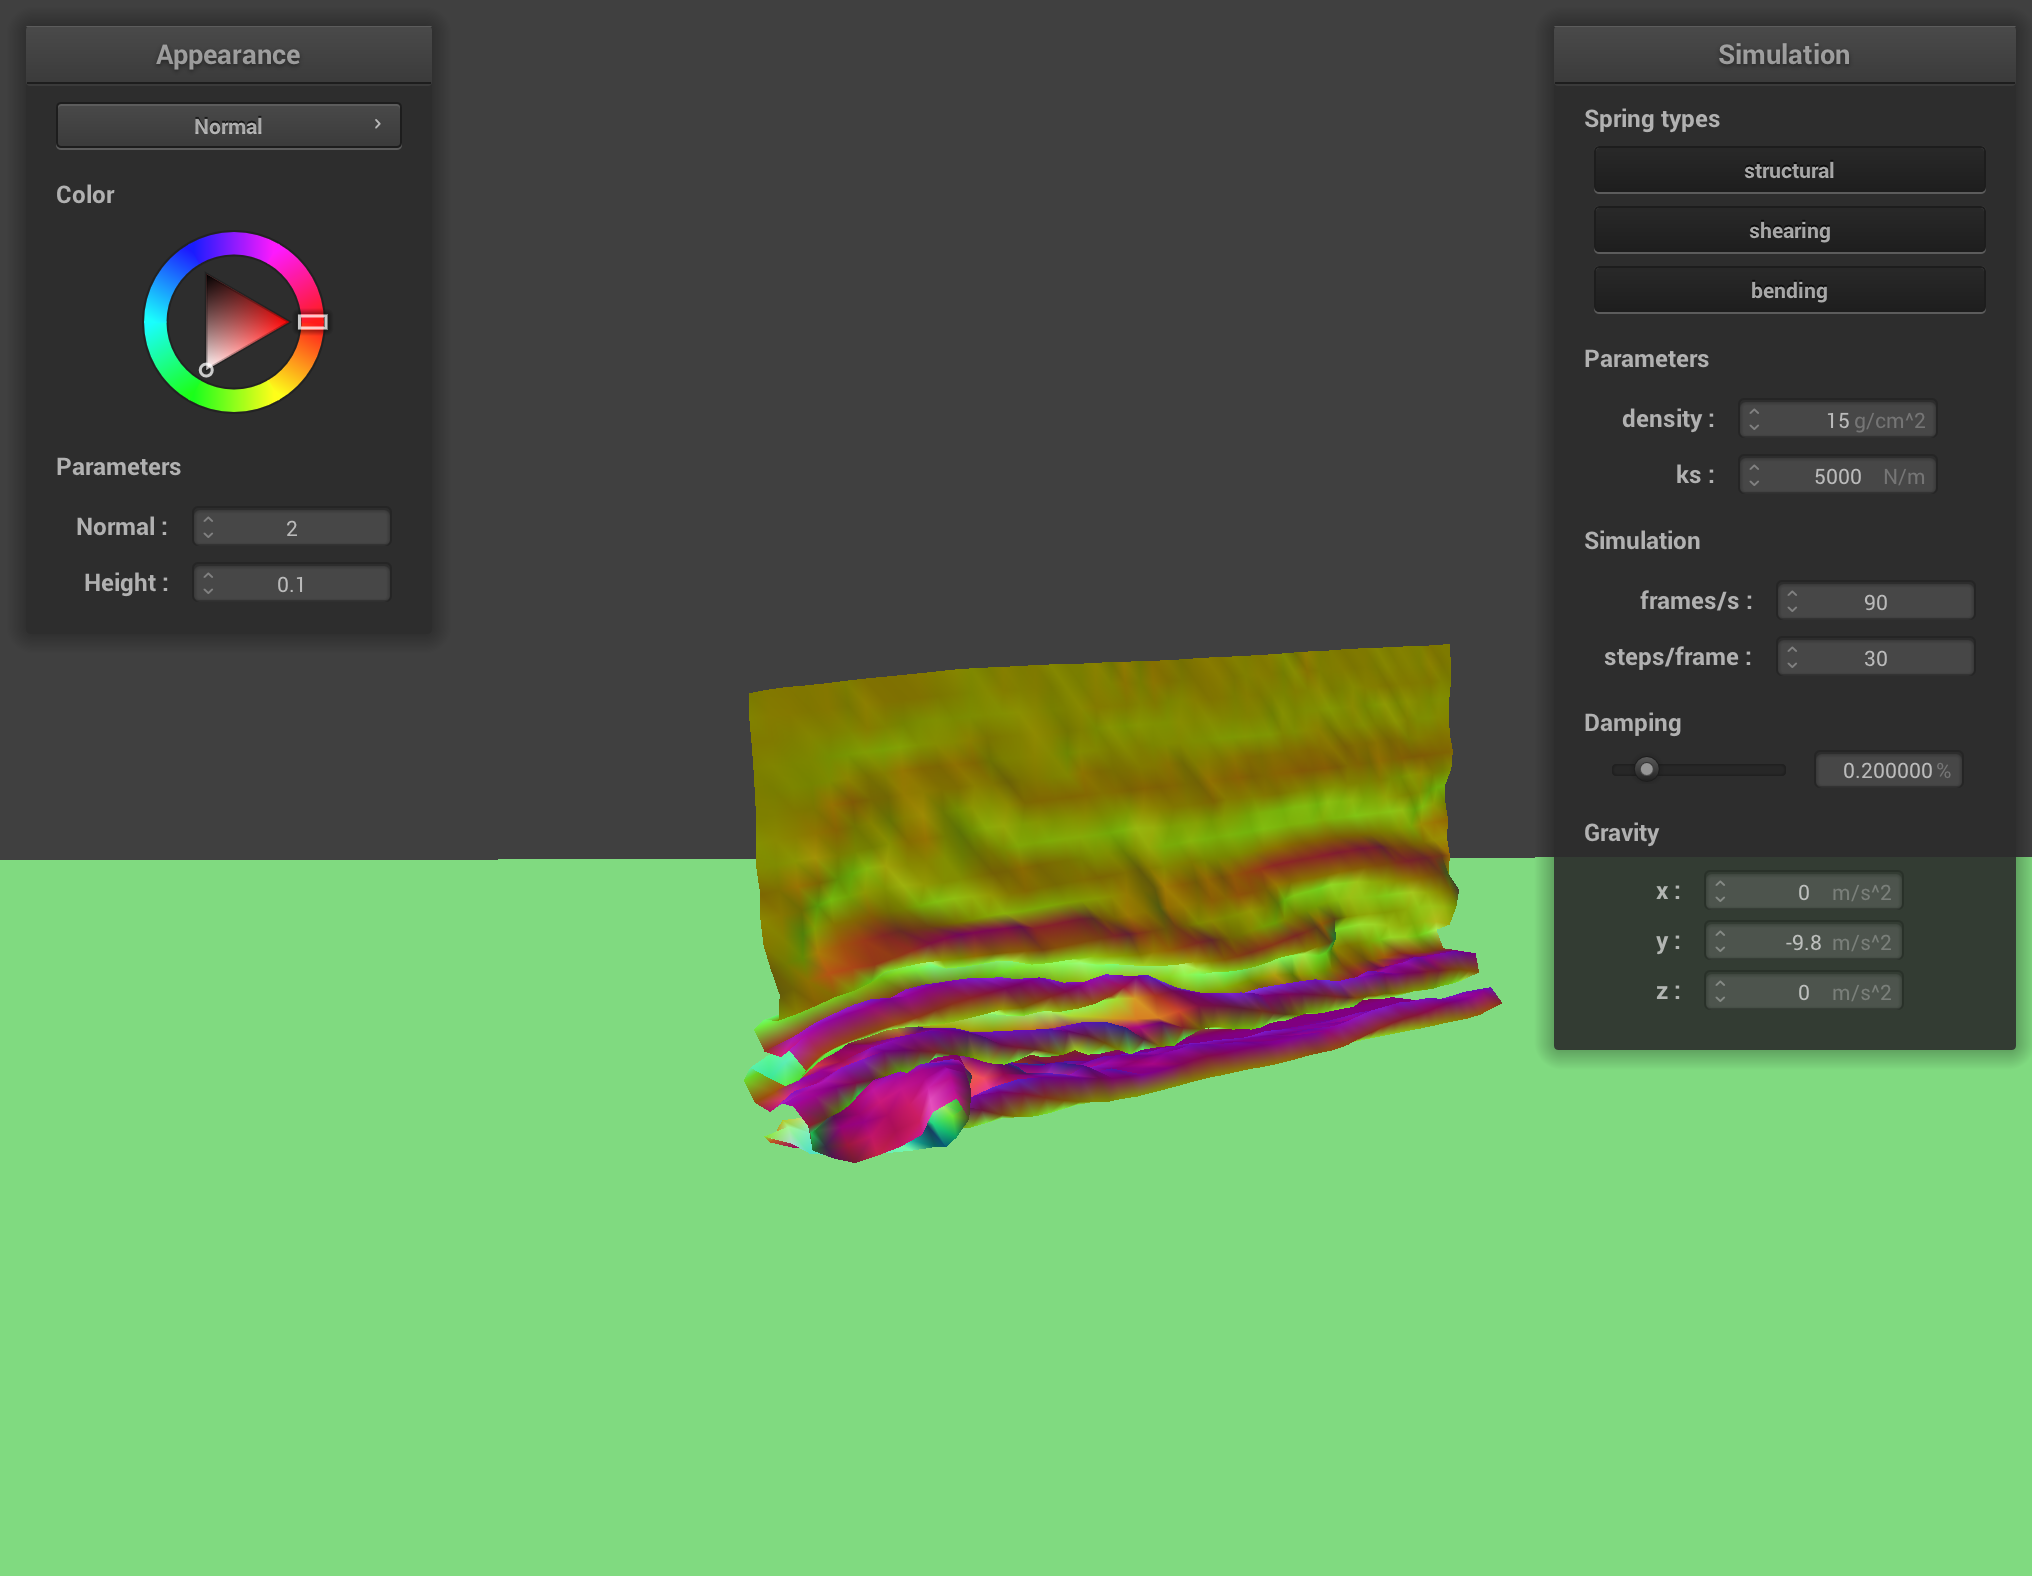 Appearance
Normal
Color
Parameters
Normal : 2
Height : 0.1
Simulation
Spring types
structural
shearing
bending
Parameters
density : 15 g/cm^2
ks : 5000 N/m
Simulation
frames/s : 90
steps/frame : 30
Damping
0.200000 %
Gravity
x : 0 m/s^2
y : -9.8 m/s^2
z : 0 m/s^2